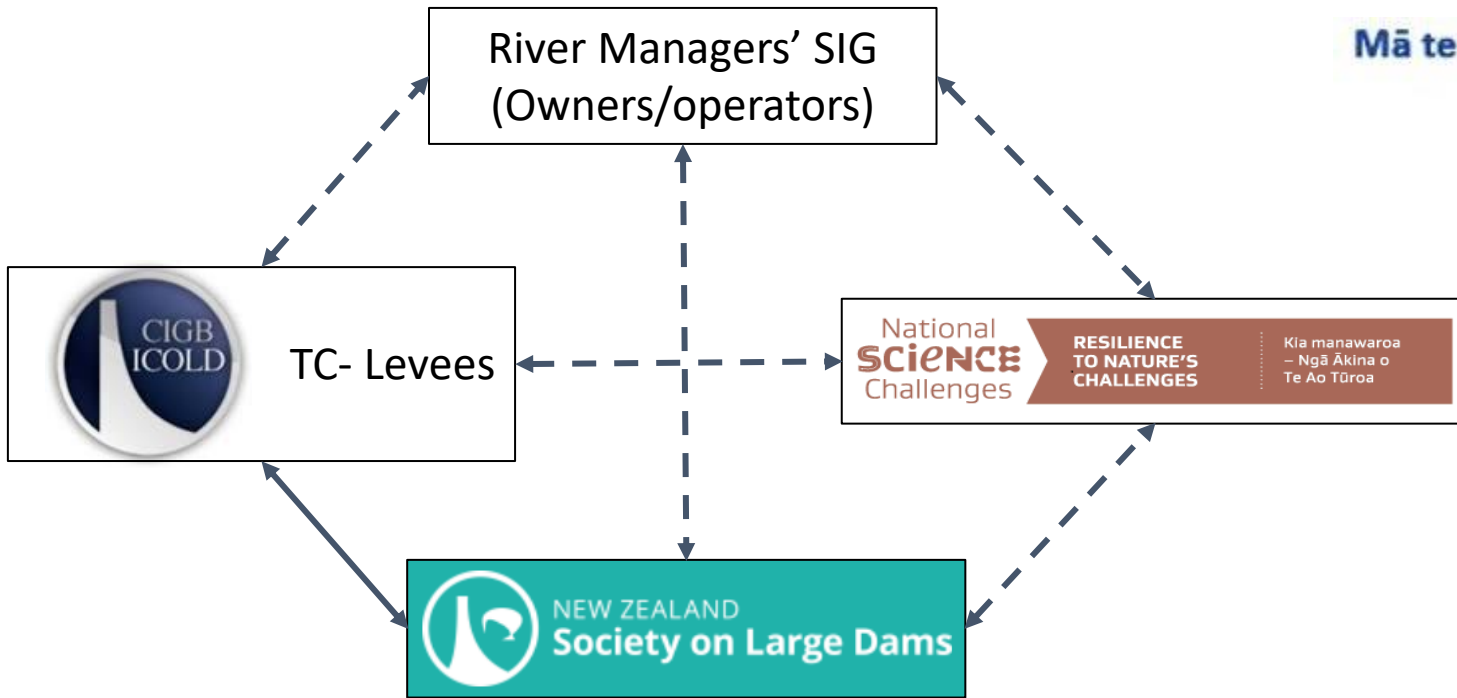 River Managers’ SIG
(Owners/operators)
Mā te
CIGB
ICOLD
TC- Levees
National
SCIENCE
Challenges
RESILIENCE
TO NATURE'S
CHALLENGES
Kia manawaroa
– Ngā Ākina o
Te Ao Tūroa
NEW ZEALAND
Society on Large Dams